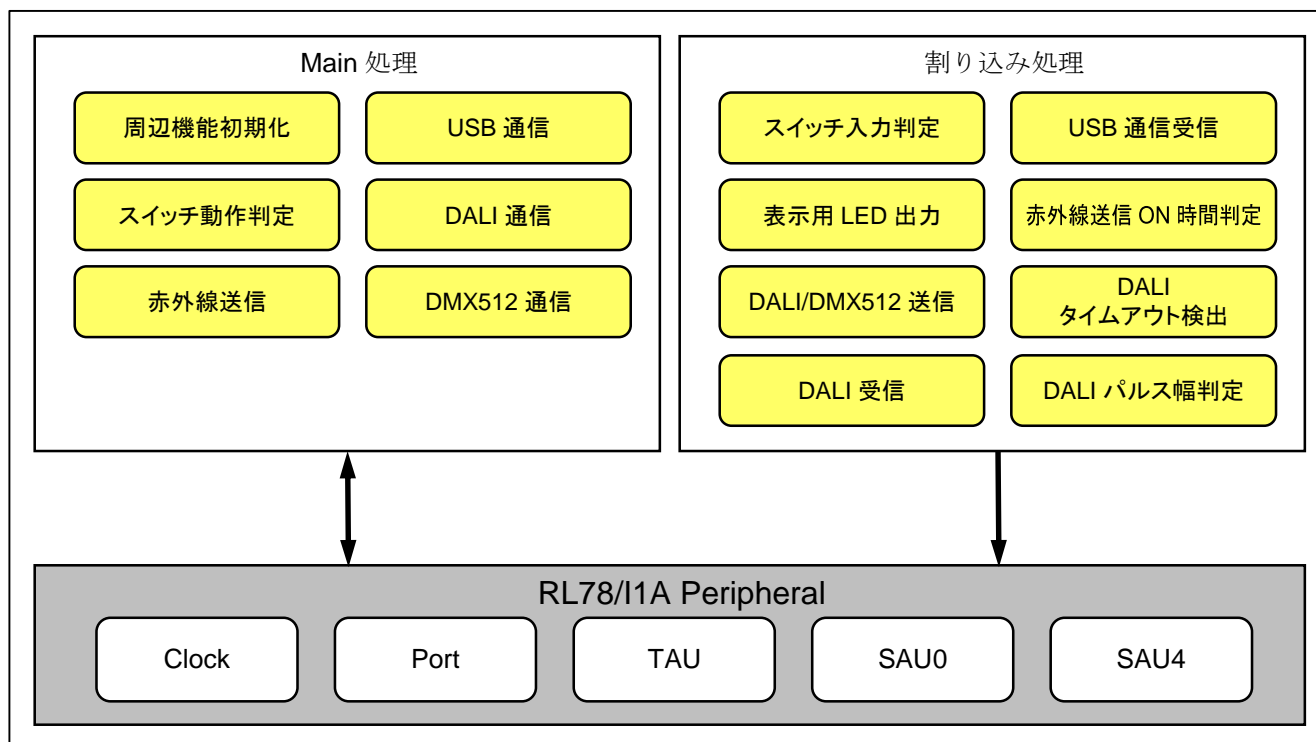 Main 処理
周辺機能初期化
USB 通信
スイッチ動作判定
DALI 通信
赤外線送信
DMX512 通信
割り込み処理
スイッチ入力判定
USB 通信受信
表示用 LED 出力
赤外線送信 ON 時間判定
DALI/DMX512 送信
DALI
タイムアウト検出
DALI 受信
DALI パルス幅判定
RL78/I1A Peripheral
Clock
Port
TAU
SAU0
SAU4